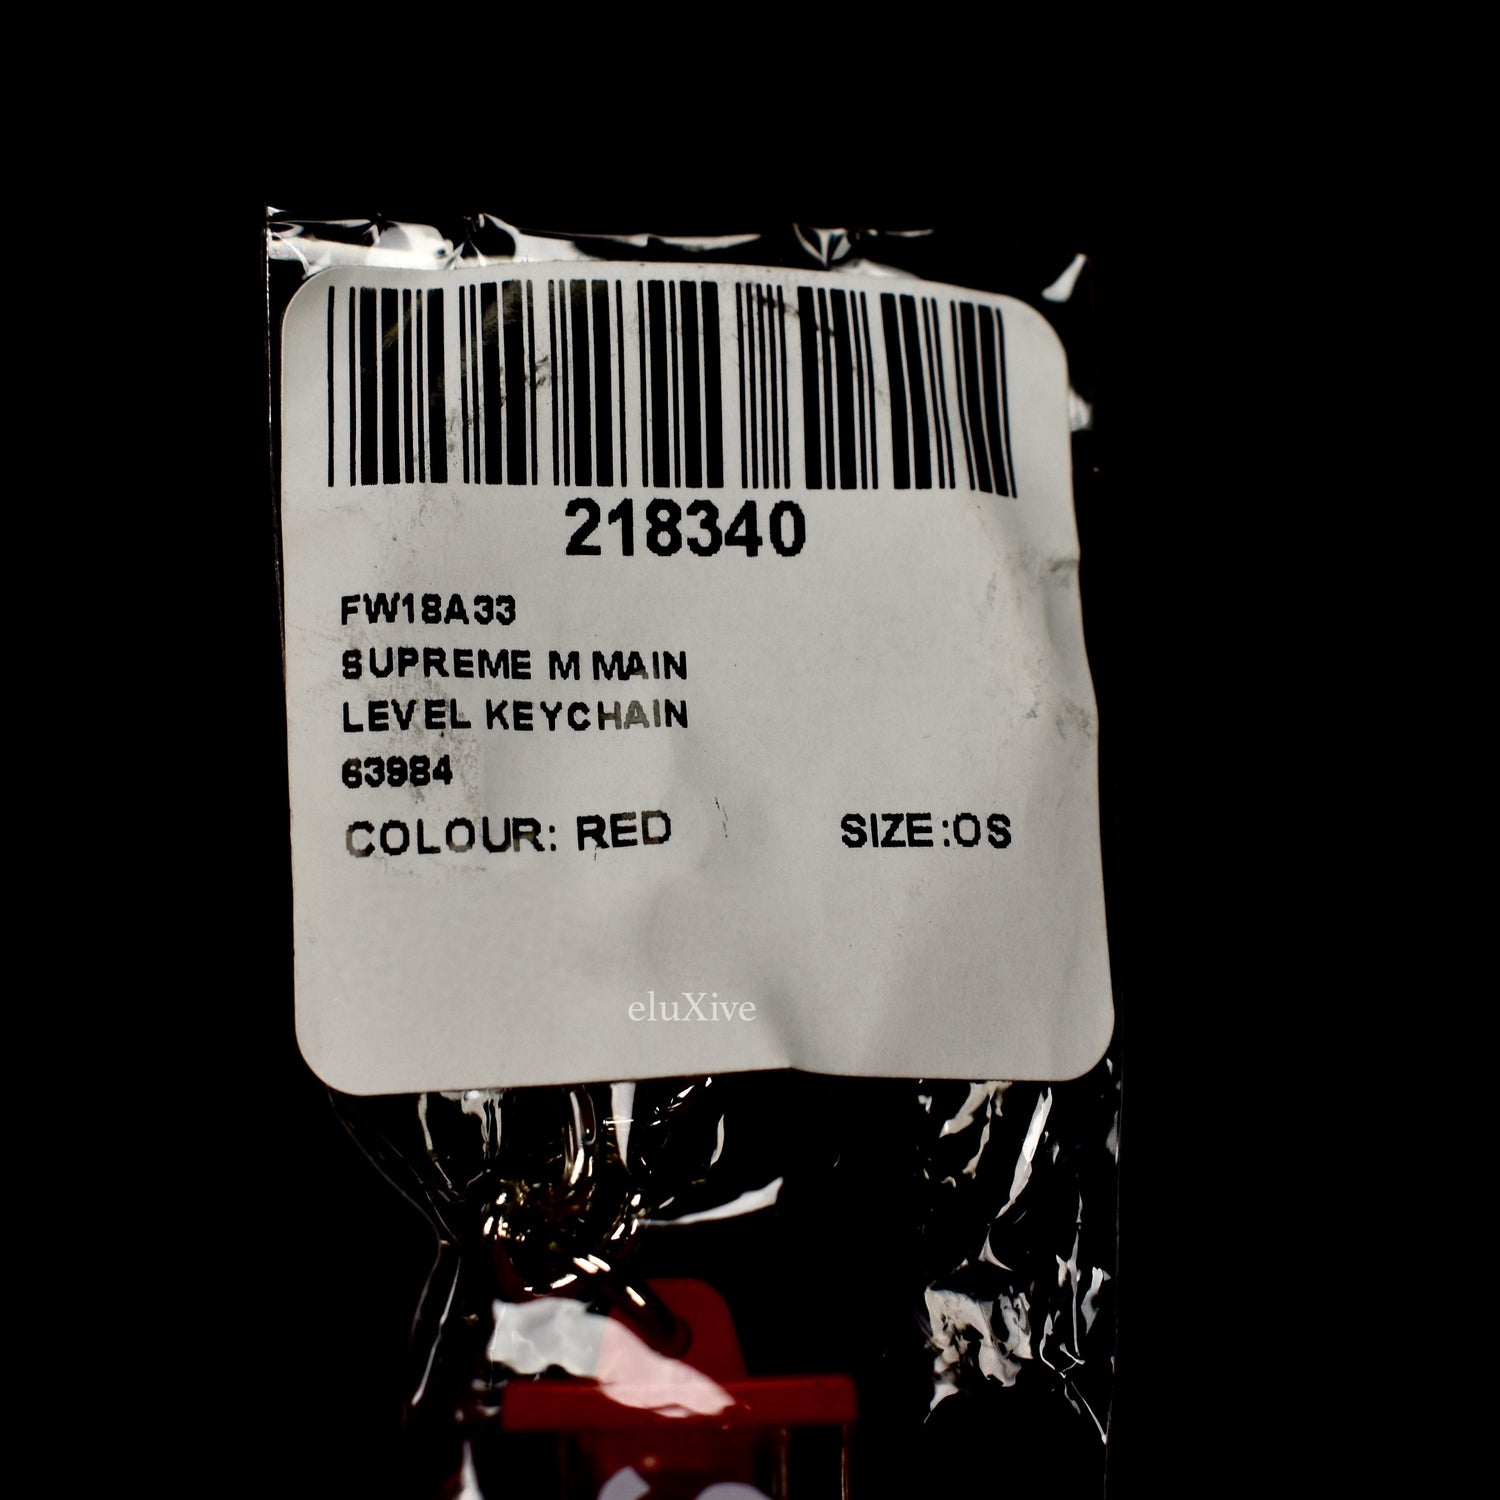 218340
FW18A33
SUPREME M MAIN
LEVEL KEYCHAIN
63984
COLOUR: RED SIZE:OS
eluXive